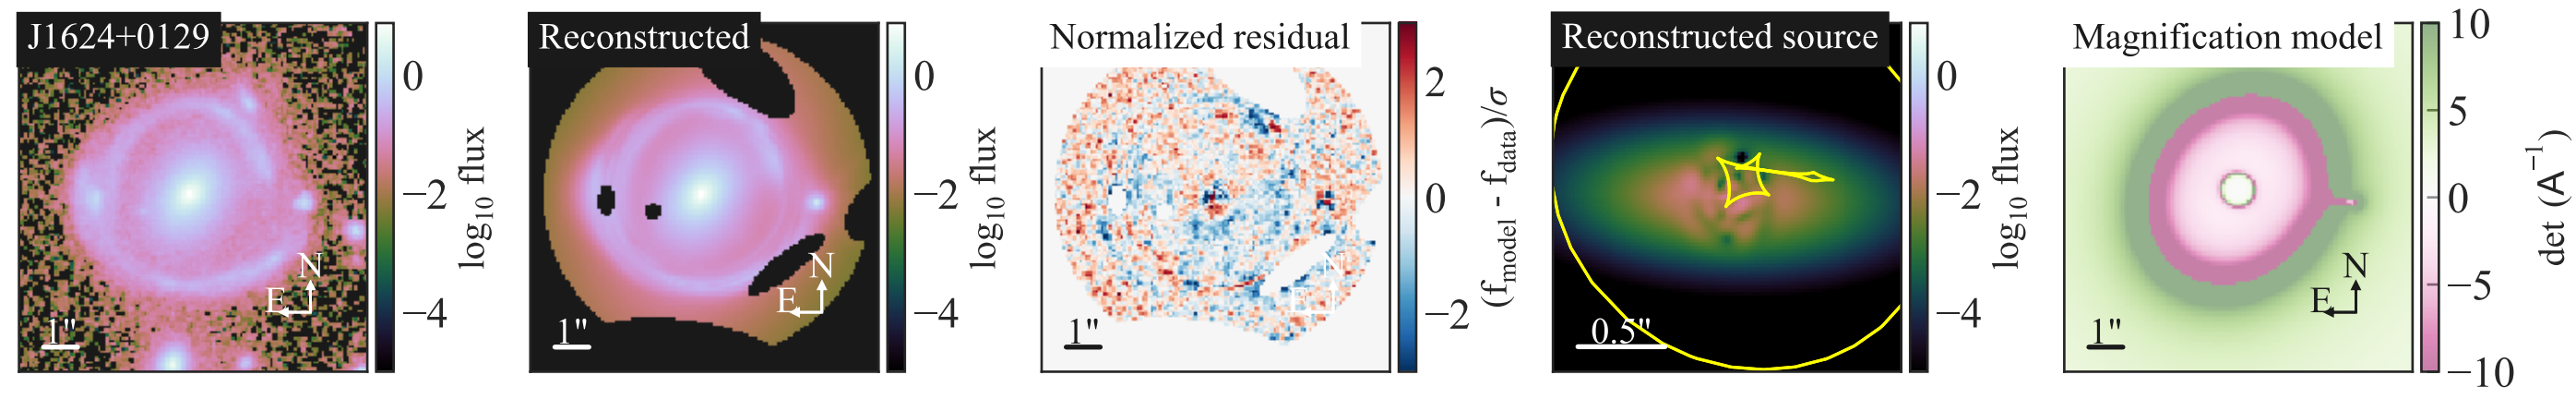 J1624+0129
0
−2
−4
log10 flux
N
E
1"
Reconstructed
0
−2
−4
log10 flux
N
E
1"
Normalized residual
2
0
−2
(fmodel - fdata)/σ
N
E
1"
Reconstructed source
0
−2
−4
log10 flux
0.5"
Magnification model
10
5
0
−5
−10
det (A−1)
N
E
1"